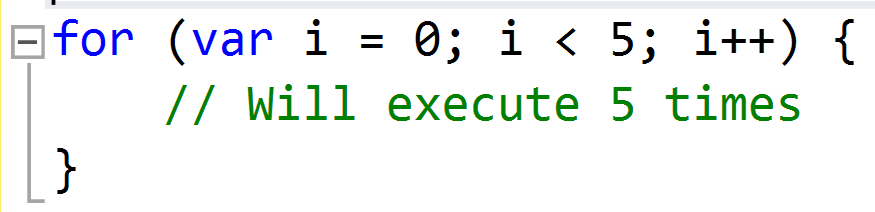 for (var i = 0; i < 5; i++) {
    // Will execute 5 times
}